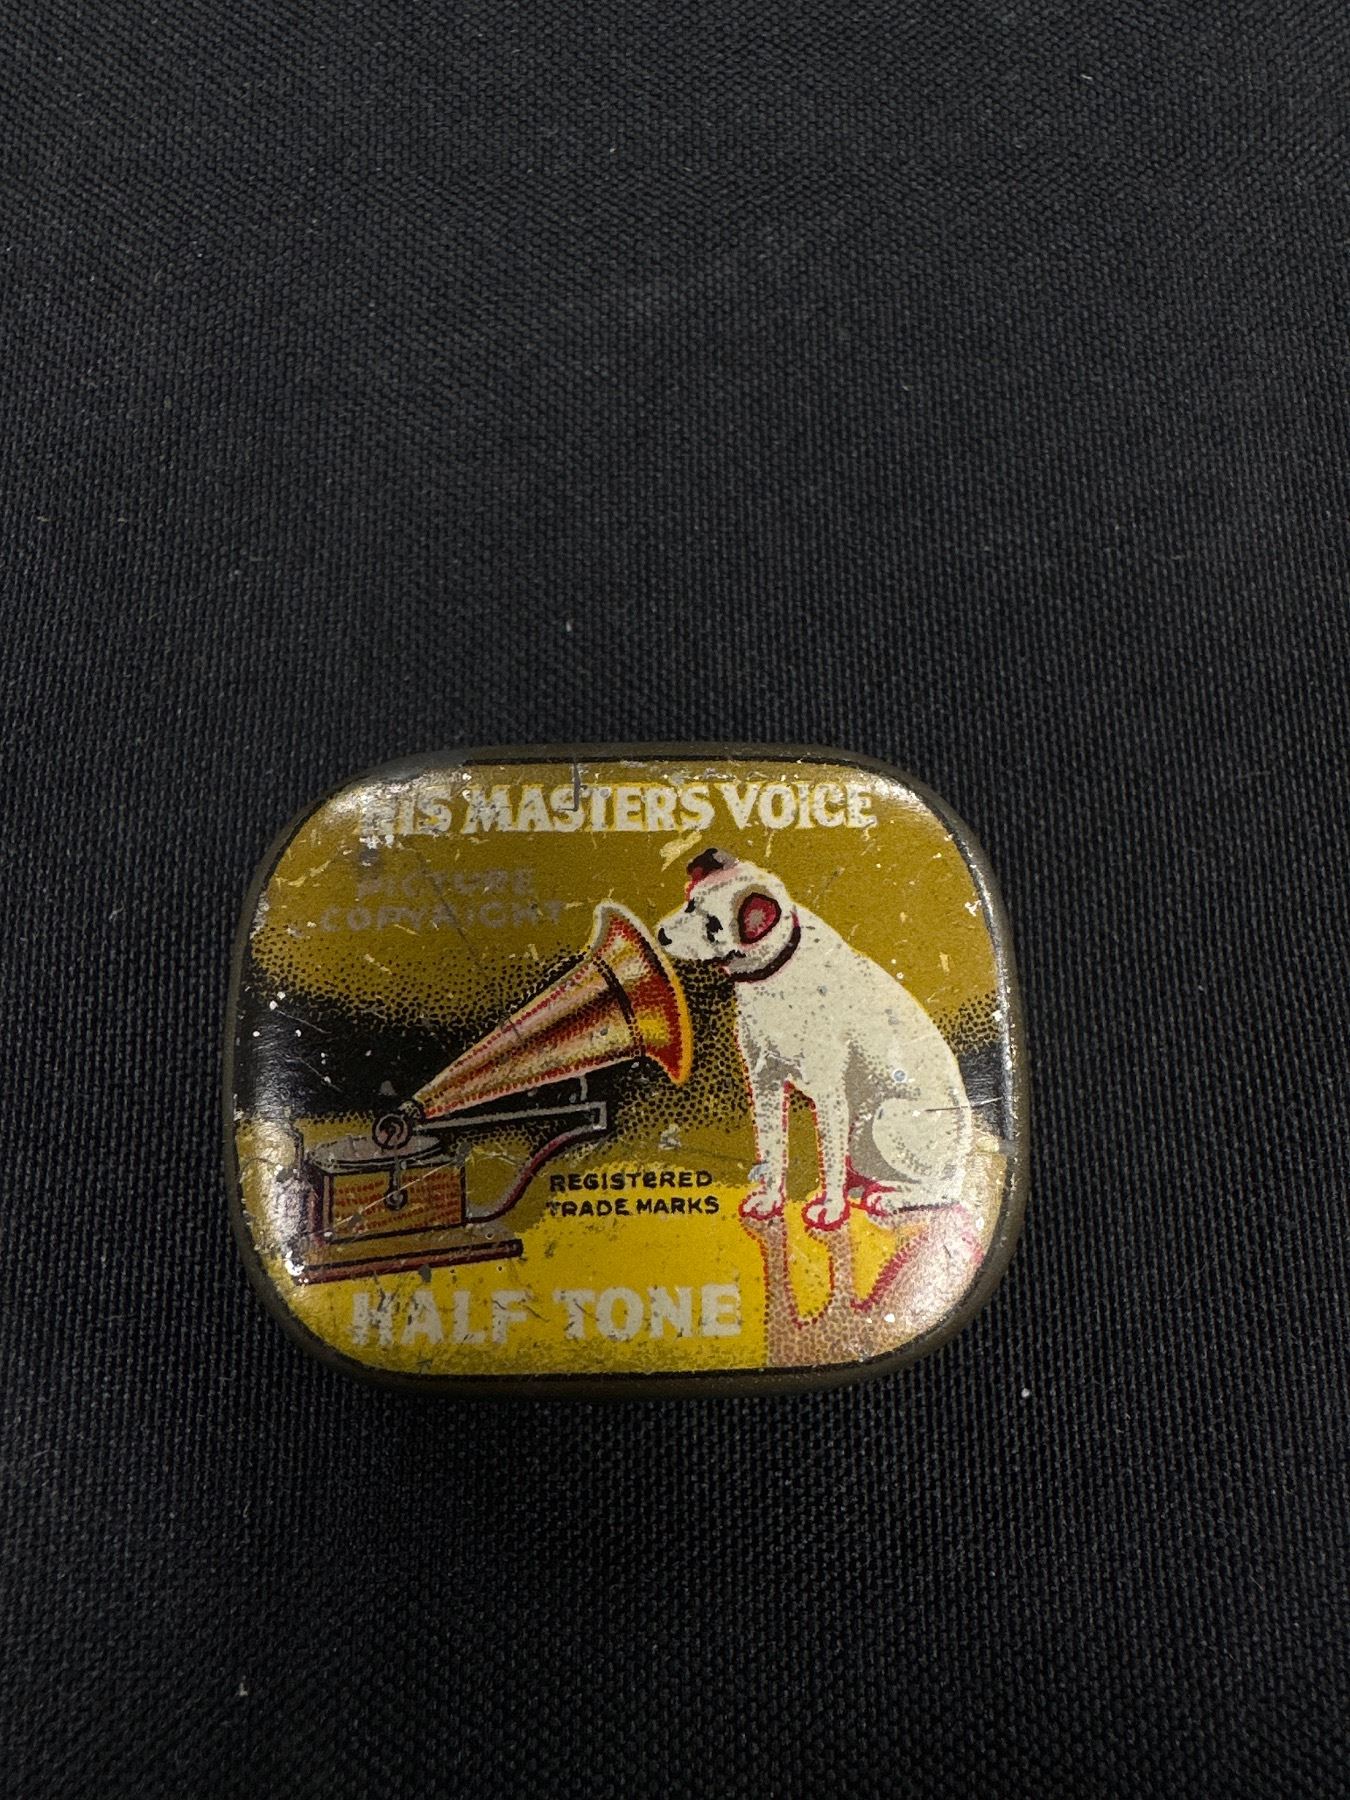 HIS MASTERS VOICE
PICTURE
COPYRIGHT
REGISTERED
TRADE MARKS
HALF TONE